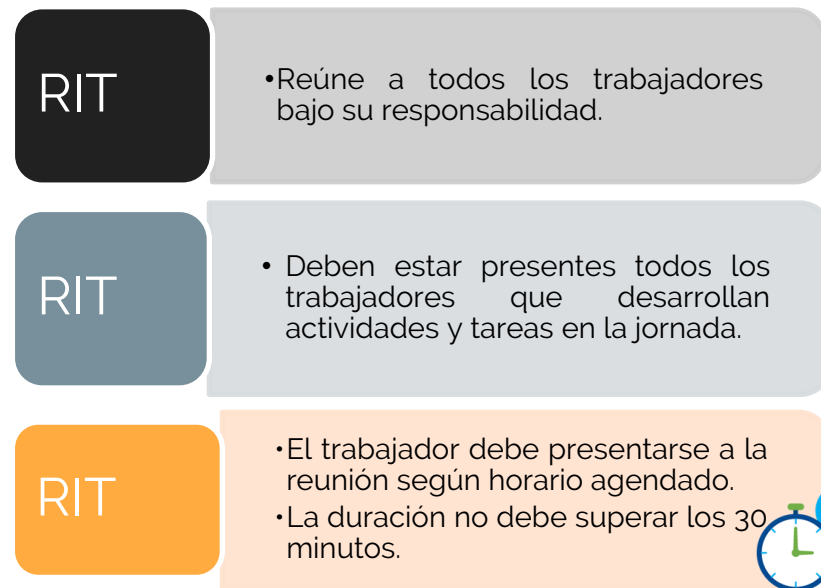 RIT
•Reúne a todos los trabajadores
bajo su responsabilidad.
RIT
• Deben estar presentes todos los
trabajadores que desarrollan
actividades y tareas en la jornada.
RIT
•El trabajador debe presentarse a la
reunión según horario agendado.
•La duración no debe superar los 30
minutos.